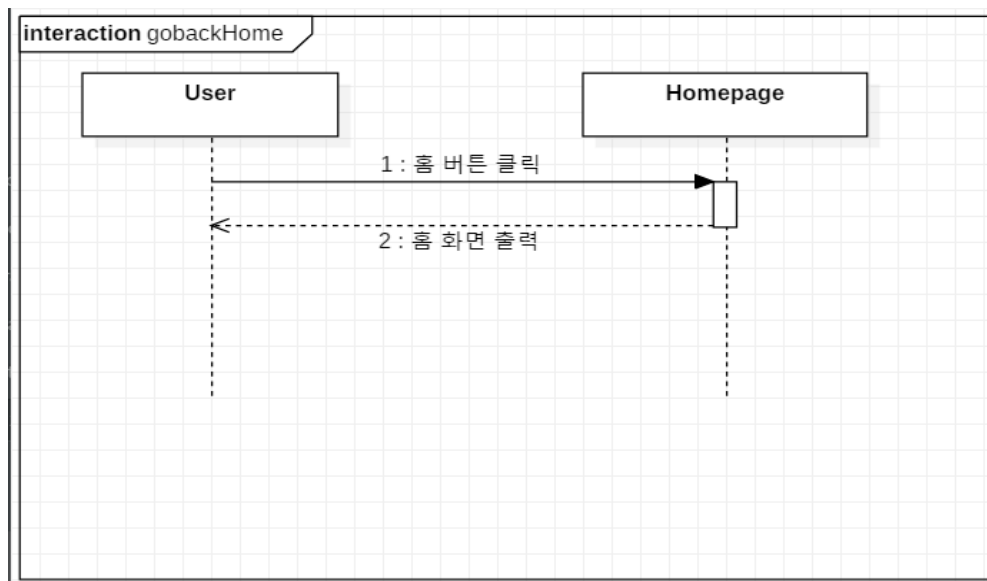 interaction gobackHome
User
Homepage
1 : 홈 버튼 클릭
2 : 홈 화면 출력